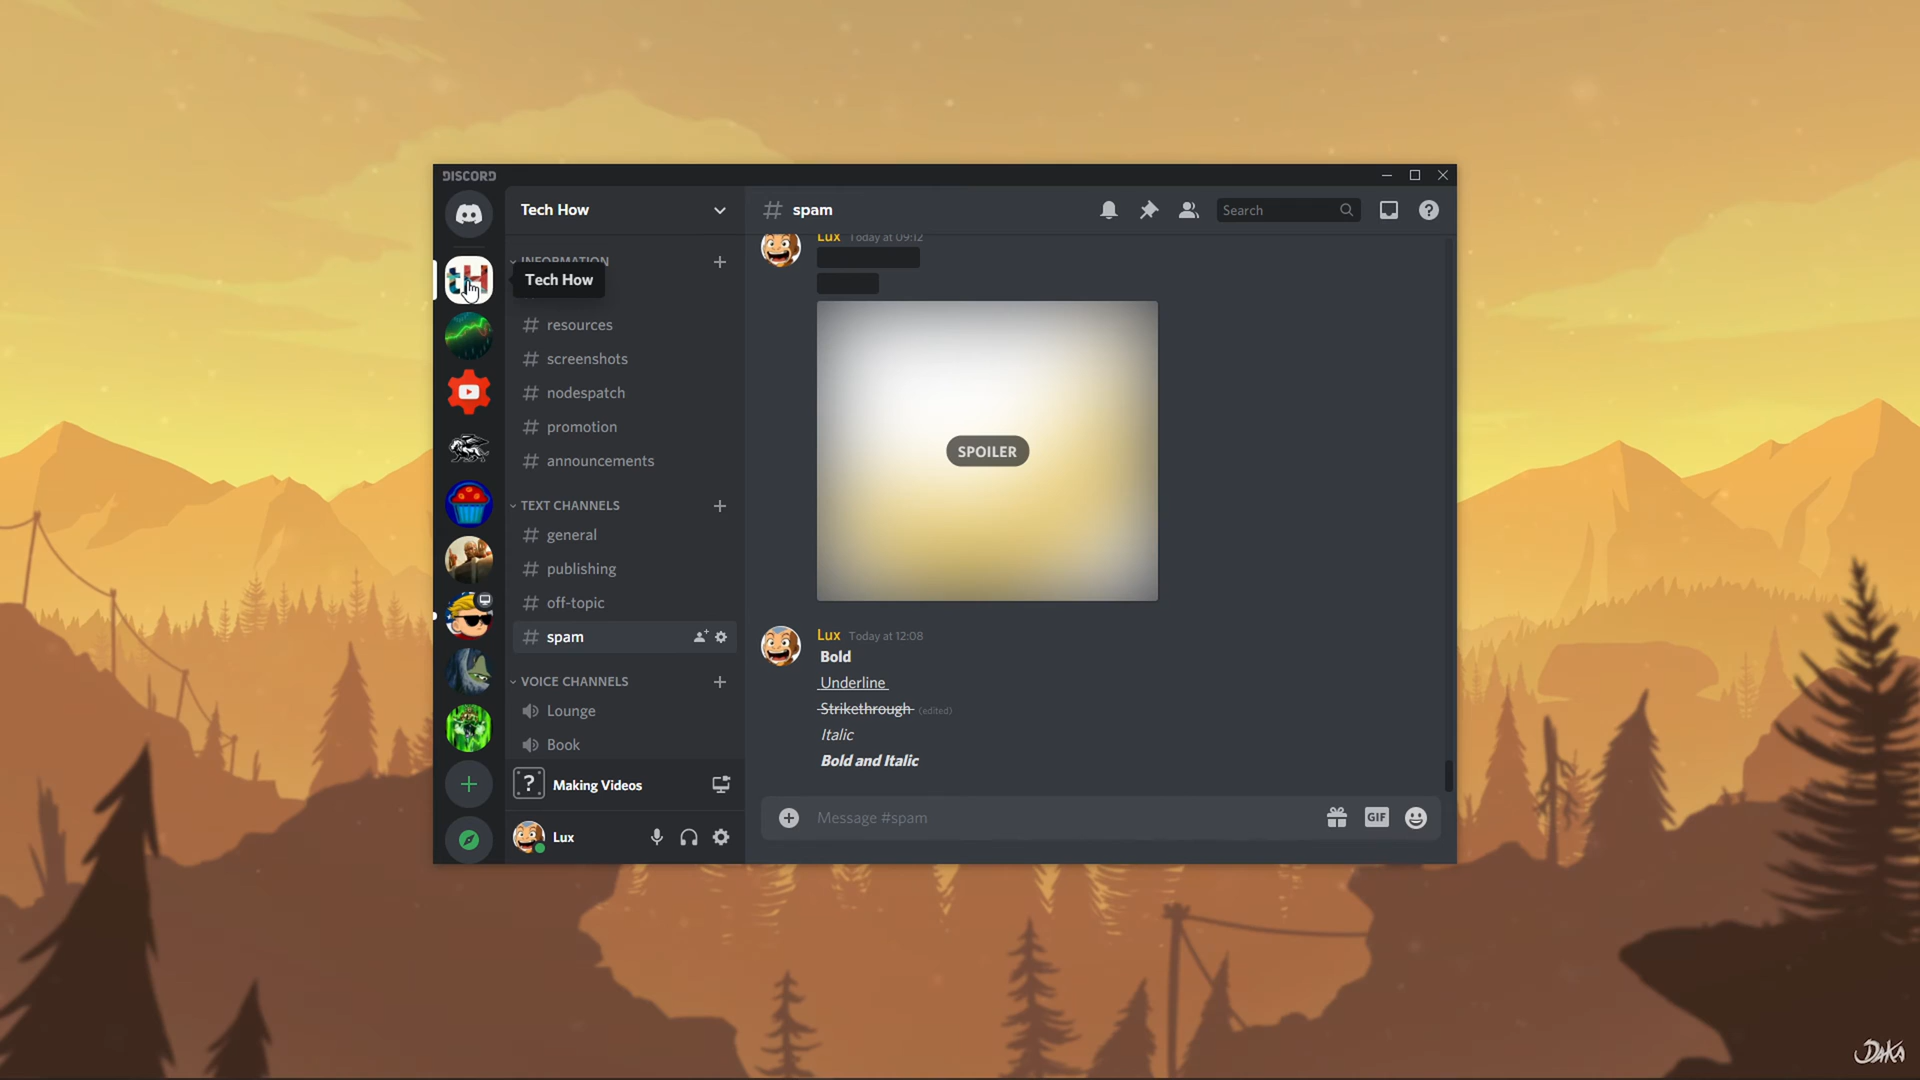 DISCORD
Tech How
INFORMATION
Tech How
resources
screenshots
nodespatch
promotion
announcements
TEXT CHANNELS
general
publishing
off-topic
spam
VOICE CHANNELS
Lounge
Book
Making Videos
Lux
spam
Search
Lux Today at 09:12
SPOILER
Lux Today at 12:08
Bold
Underline
Strikethrough (edited)
Italic
Bold and Italic
Message #spam
GIF
tH
DAKA